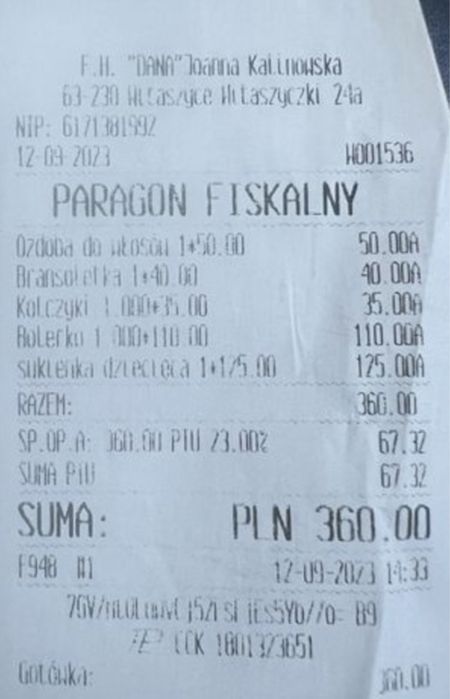 F.H. "DANA"Joanna Kalinowska
63-230 Witaszyce Witaszyczki 24a
NIP: 6171381992
12-09-2023 W001536
PARAGON FISKALNY
Ozdoba do włosów 1*50.00 50.00A
Bransoletka 1*40.00 40.00A
Kolczyki 1.000*35.00 35.00A
Bolerko 1.000*110.00 110.00A
sukienka dziecięca 1*125.00 125.00A
RAZEM: 360.00
SP.OP.A: 360.00 PTU 23.00% 67.32
SUMA PTU 67.32
SUMA: PLN 360.00
F948 #1 12-09-2023 14:33
B9
CCK 1801323651
Gotówka: 360.00